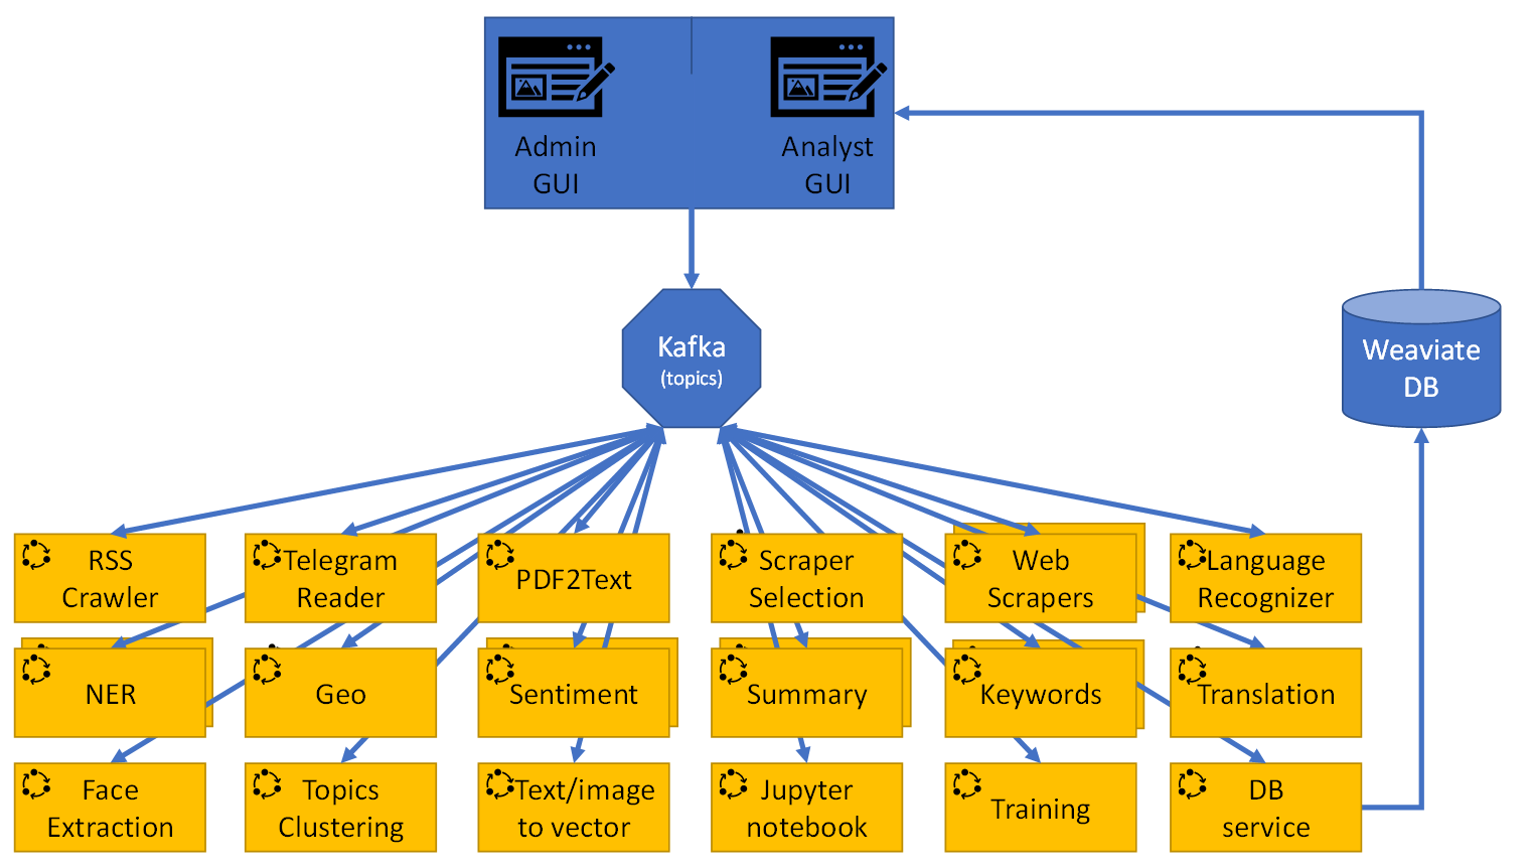 Admin
GUI
Analyst
GUI
Kafka
(topics)
Weaviate
DB
RSS
Crawler
Telegram
Reader
PDF2Text
Scraper
Selection
Web
Scrapers
Language
Recognizer
NER
Geo
Sentiment
Summary
Keywords
Translation
Face
Extraction
Topics
Clustering
Text/image
to vector
Jupyter
notebook
Training
DB
service